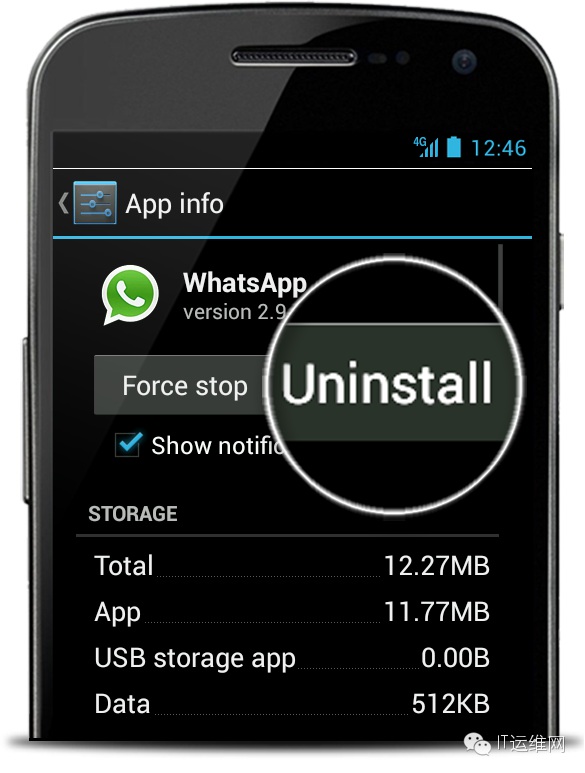 4G 12:46
App info
WhatsApp
version 2.9
Force stop Uninstall
Show notific
STORAGE
Total 12.27MB
App 11.77MB
USB storage app 0.00B
Data 512KB
IT运维网